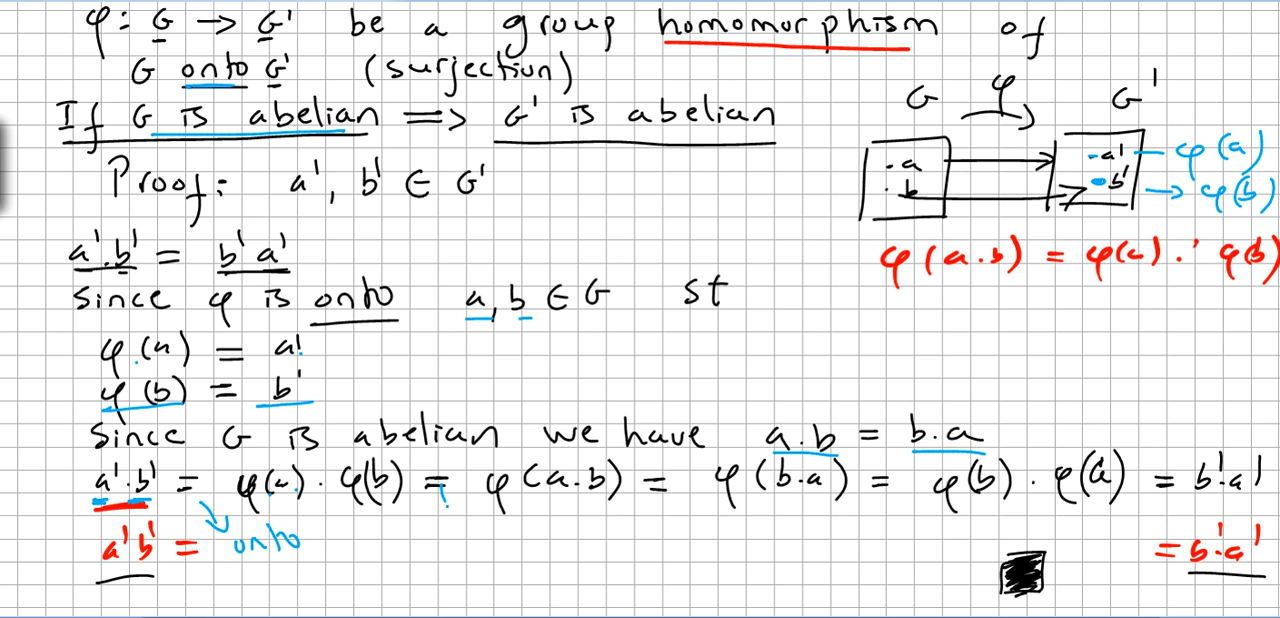 φ: G → G' be a group homomorphism of
G onto G' (surjection)
If G is abelian => G' is abelian
Proof: a', b' ∈ G'
a'.b' = b' a'
Since φ is onto a, b ∈ G st
φ(a) = a'
φ(b) = b'
Since G is abelian we have a.b = b.a
a'.b' = φ(a) . φ(b) = φ(a.b) = φ(b.a) = φ(b) . φ(a) = b'.a'
a'b' = onto = b'.a'
G φ G'
.a a' φ(a)
.b b' → φ(b)
φ(a.b) = φ(a) .' φ(b)